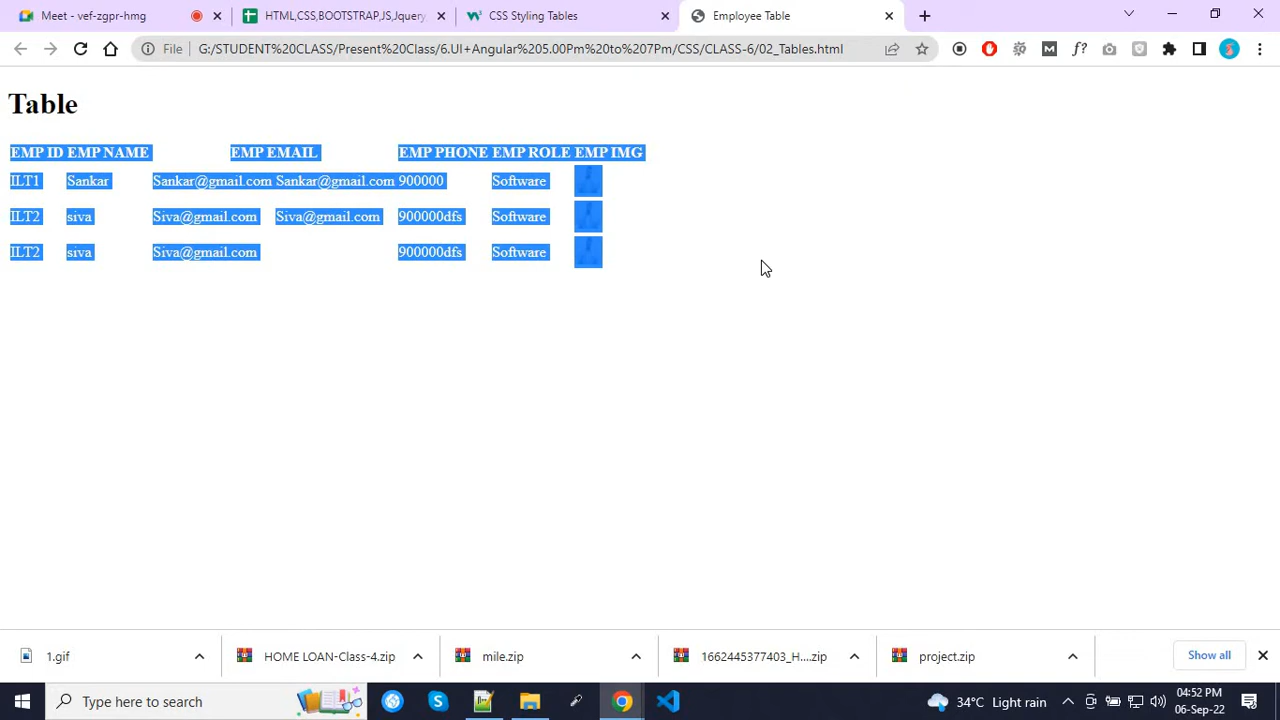 Meet - vef-zgpr-hmg
HTML,CSS,BOOTSTRAP,JS,Jquery,
CSS Styling Tables
Employee Table
File G:/STUDENT%20CLASS/Present%20Class/6.UI+Angular%205.00Pm%20to%207Pm/CSS/CLASS-6/02_Tables.html
Table
EMP ID EMP NAME EMP EMAIL EMP PHONE EMP ROLE EMP IMG
ILT1 Sankar Sankar@gmail.com Sankar@gmail.com 900000 Software
ILT2 siva Siva@gmail.com Siva@gmail.com 900000dfs Software
ILT2 siva Siva@gmail.com 900000dfs Software
1.gif HOME LOAN-Class-4.zip mile.zip 1662445377403_H....zip project.zip Show all
Type here to search 34°C Light rain 04:52 PM
06-Sep-22